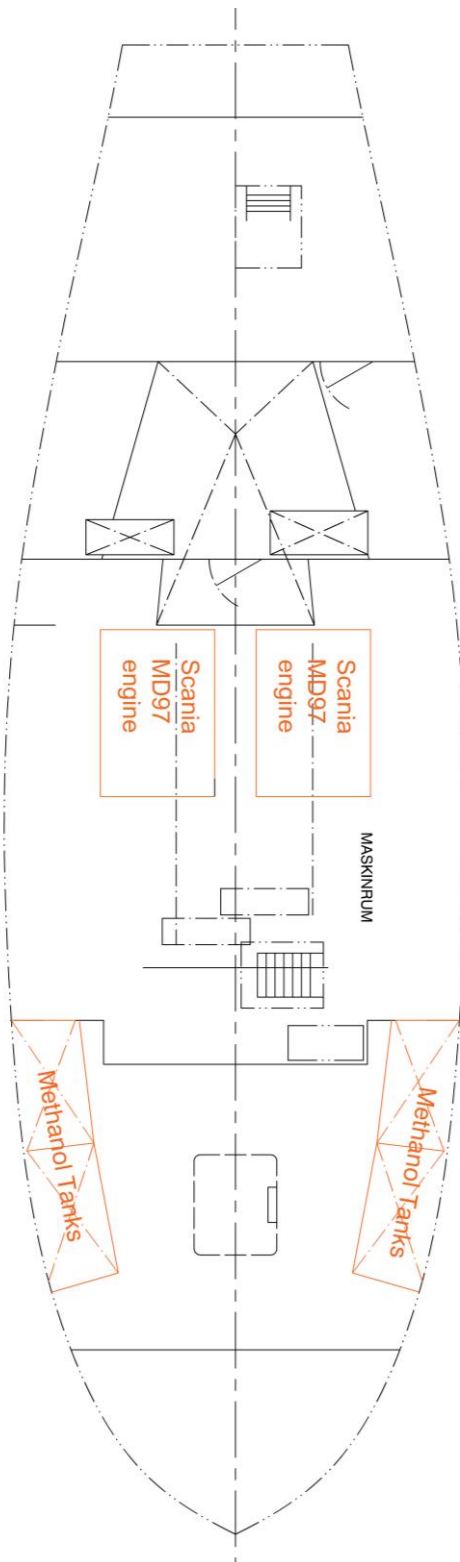 Scania
MD97
engine
Scania
MD97
engine
MASKINRUM
Methanol Tanks
Methanol Tanks